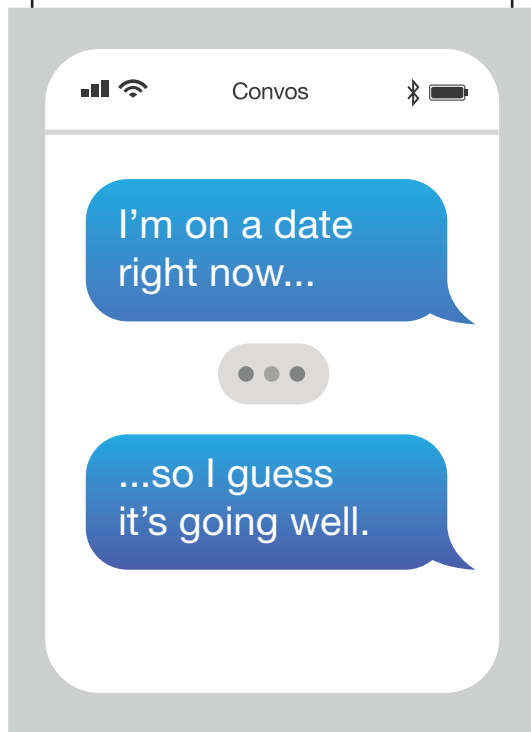 Convos
I’m on a date
right now...
...so I guess
it’s going well.